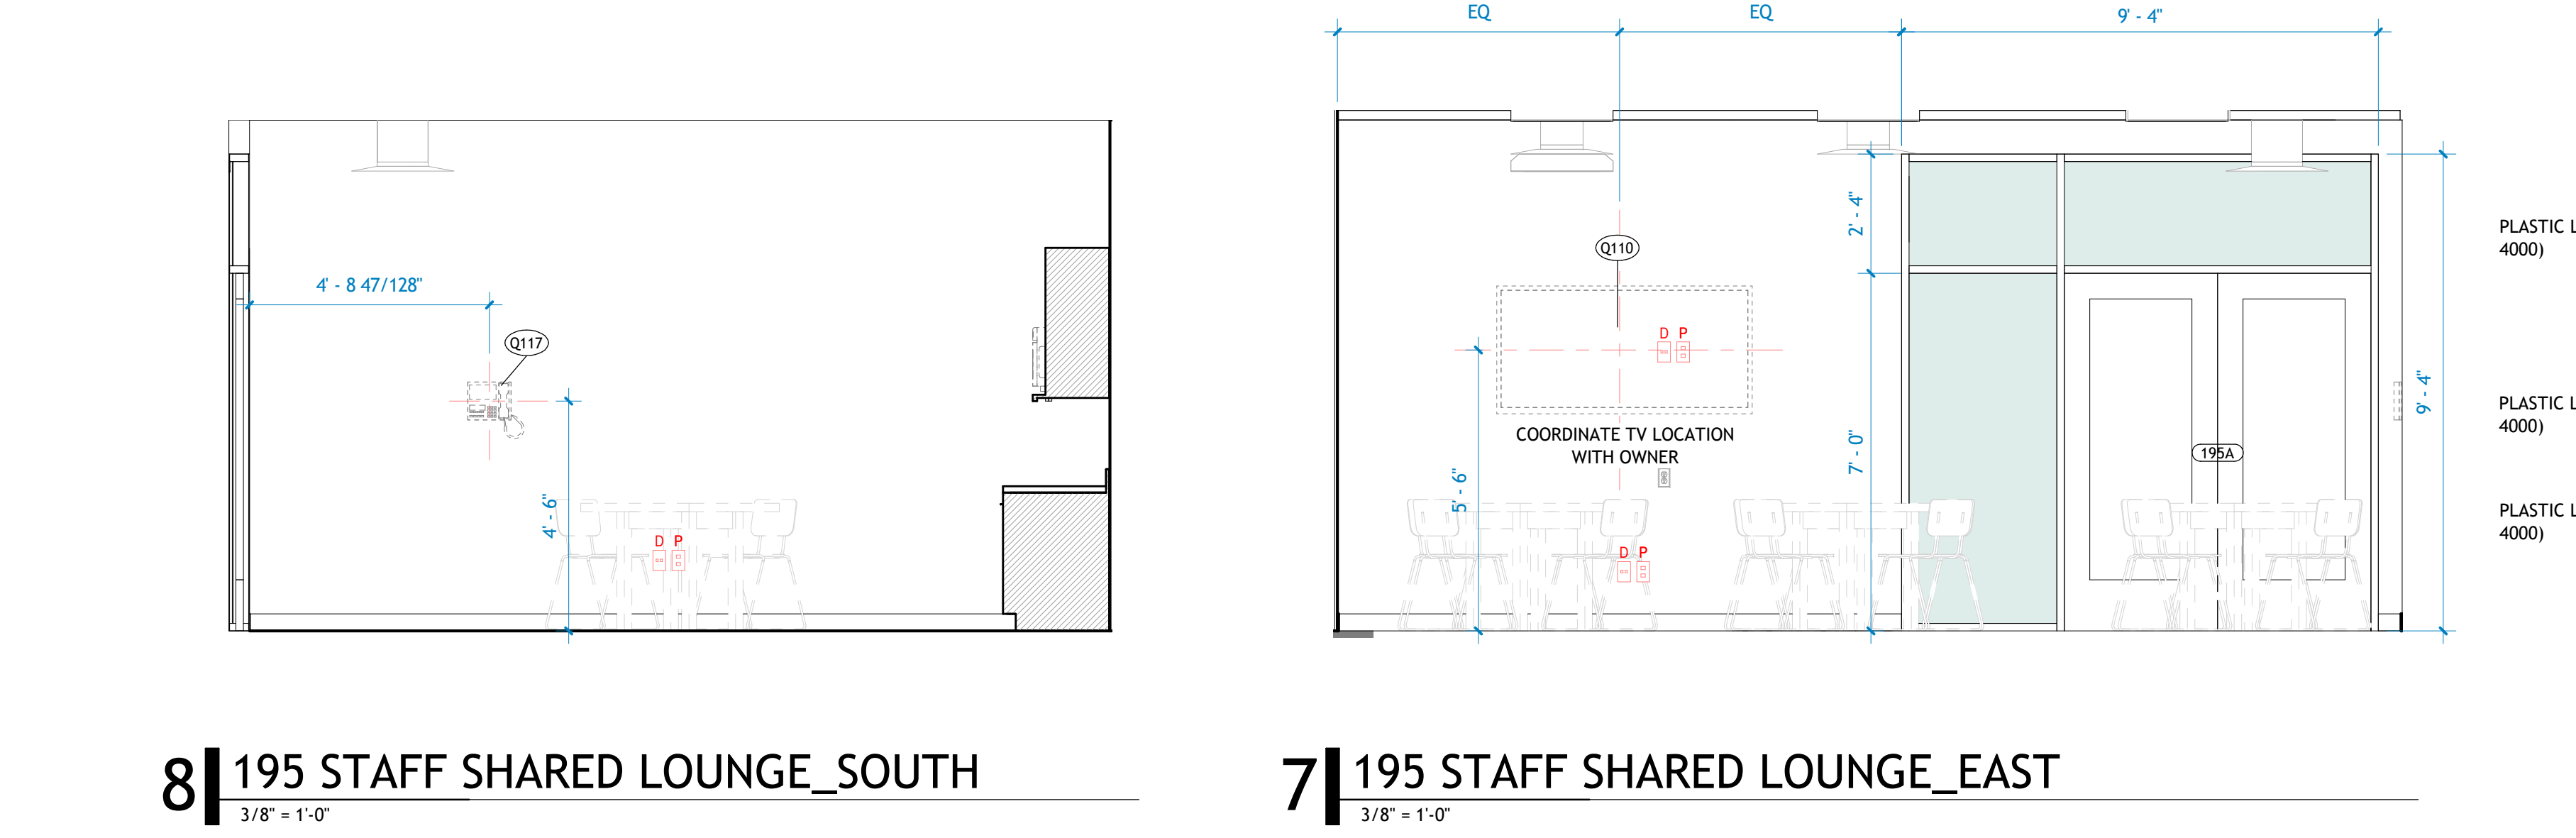 EQ
EQ
9' - 4"
4' - 8 47/128"
Q117
4' - 6"
D P
Q110
2' - 4"
D P
COORDINATE TV LOCATION
WITH OWNER
5' - 6"
7' - 0"
D P
195A
9' - 4"
PLASTIC L
4000)
PLASTIC L
4000)
PLASTIC L
4000)
8
195 STAFF SHARED LOUNGE_SOUTH
3/8" = 1'-0"
7
195 STAFF SHARED LOUNGE_EAST
3/8" = 1'-0"